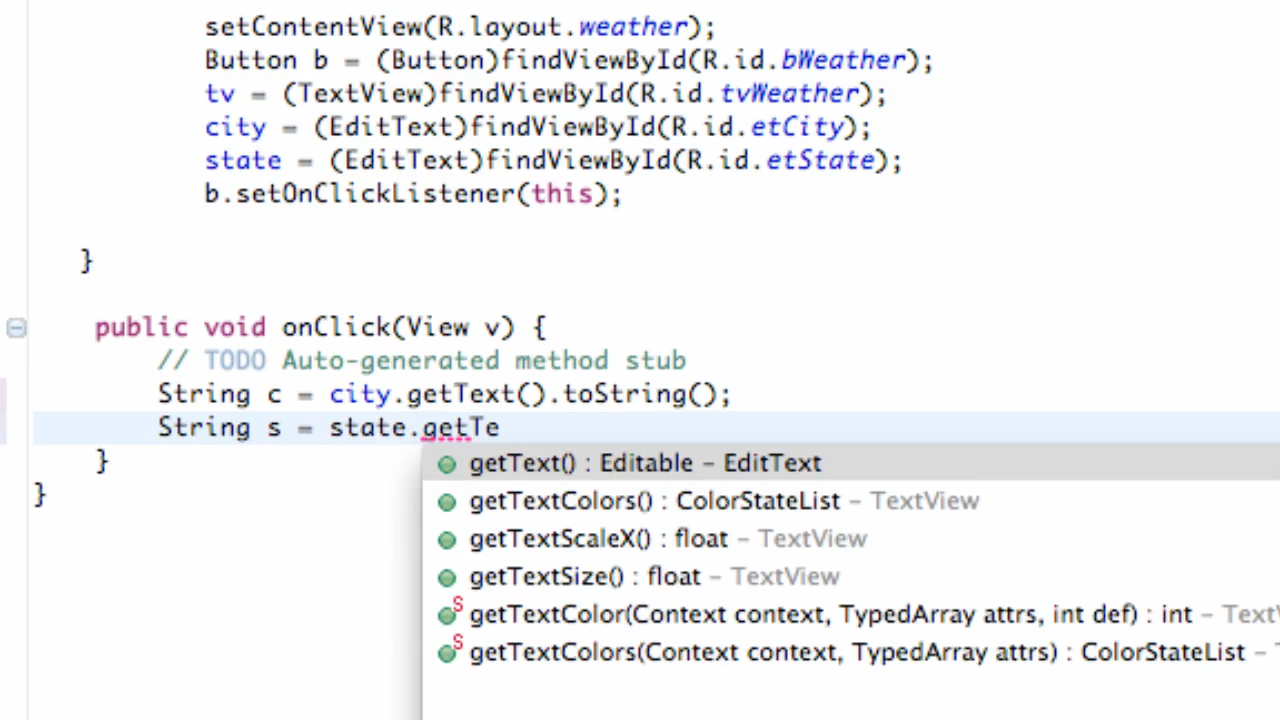 setContentView(R.layout.weather);
Button b = (Button)findViewById(R.id.bWeather);
tv = (TextView)findViewById(R.id.tvWeather);
city = (EditText)findViewById(R.id.etCity);
state = (EditText)findViewById(R.id.etState);
b.setOnClickListener(this);
}
public void onClick(View v) {
// TODO Auto-generated method stub
String c = city.getText().toString();
String s = state.getTe
}
}
getText() : Editable – EditText
getTextColors() : ColorStateList – TextView
getTextScaleX() : float – TextView
getTextSize() : float – TextView
S getTextColor(Context context, TypedArray attrs, int def) : int – Text
S getTextColors(Context context, TypedArray attrs) : ColorStateList –